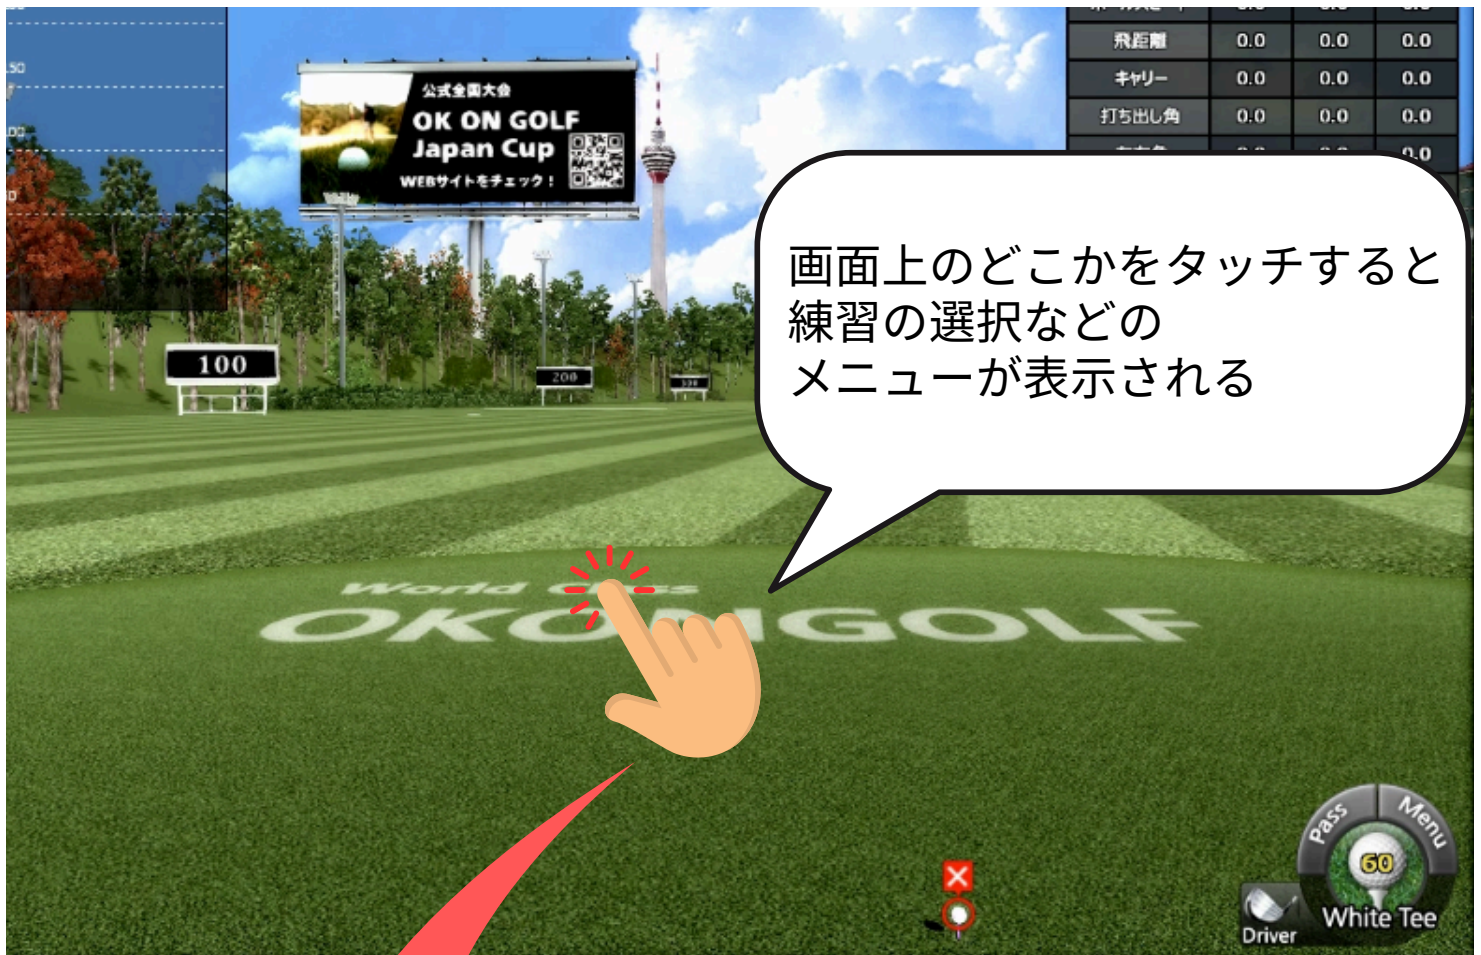 50
00
飛距離 0.0 0.0 0.0
キャリー 0.0 0.0 0.0
打ち出し角 0.0 0.0 0.0
公式全国大会
OK ON GOLF
Japan Cup
WEBサイトをチェック!
画面上のどこかをタッチすると
練習の選択などの
メニューが表示される
100
200
World Class
OKONGOLF
Pass Menu
60
White Tee
Driver